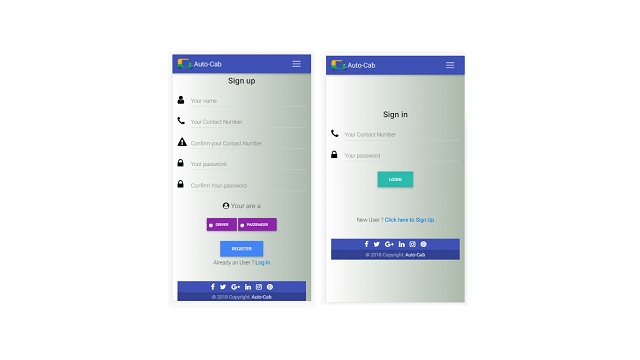 Auto-Cab
Sign up
Your name
Your Contact Number
Confirm your Contact Number
Your password
Confirm Your password
Your are a
DRIVER
PASSENGER
REGISTER
Already an User ? Log In
© 2018 Copyright: Auto-Cab
Auto-Cab
Sign in
Your Contact Number
Your password
LOGIN
New User ? Click here to Sign Up
© 2018 Copyright: Auto-Cab